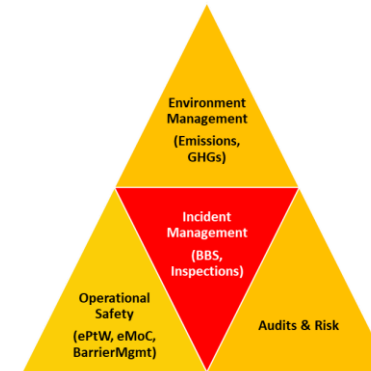 Environment
Management
(Emissions,
GHGs)
Incident
Management
(BBS,
Inspections)
Operational
Safety
(ePtW, eMoC,
BarrierMgmt)
Audits & Risk